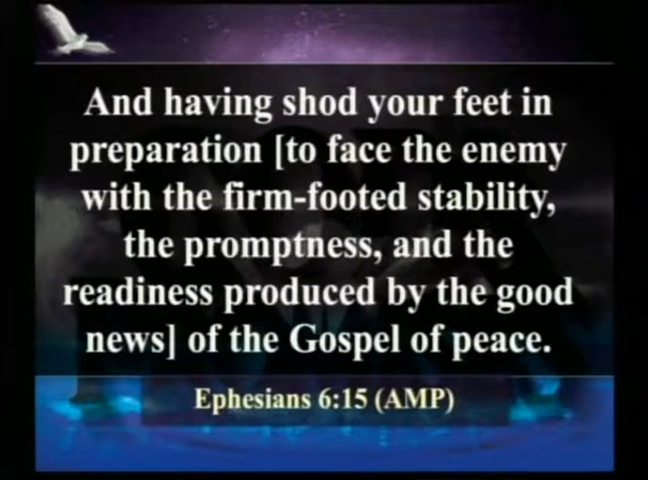 And having shod your feet in
preparation [to face the enemy
with the firm-footed stability,
the promptness, and the
readiness produced by the good
news] of the Gospel of peace.
Ephesians 6:15 (AMP)